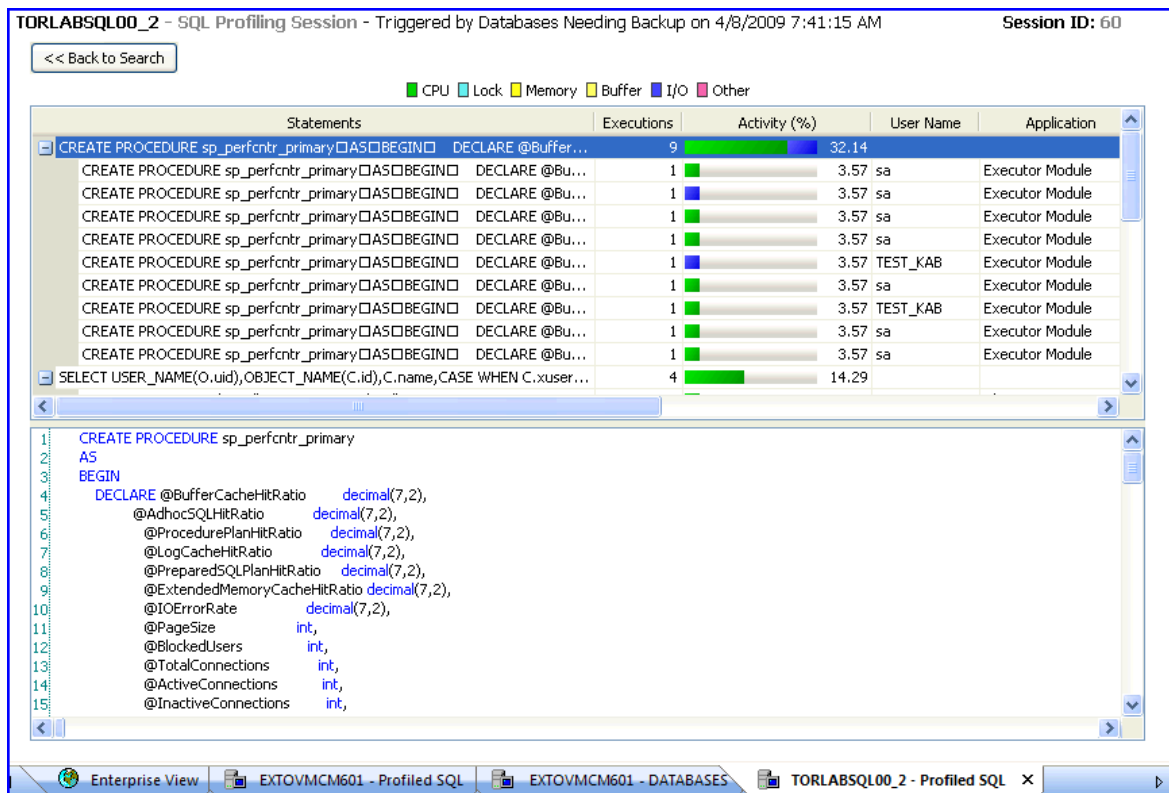 TORLABSQL00_2 - SQL Profiling Session - Triggered by Databases Needing Backup on 4/8/2009 7:41:15 AM Session ID: 60
<< Back to Search
CPU Lock Memory Buffer I/O Other
Statements Executions Activity (%) User Name Application
CREATE PROCEDURE sp_perfcntr_primary□AS□BEGIN□ DECLARE @Buffer... 9 32.14
CREATE PROCEDURE sp_perfcntr_primary□AS□BEGIN□ DECLARE @Bu... 1 3.57 sa Executor Module
CREATE PROCEDURE sp_perfcntr_primary□AS□BEGIN□ DECLARE @Bu... 1 3.57 sa Executor Module
CREATE PROCEDURE sp_perfcntr_primary□AS□BEGIN□ DECLARE @Bu... 1 3.57 sa Executor Module
CREATE PROCEDURE sp_perfcntr_primary□AS□BEGIN□ DECLARE @Bu... 1 3.57 sa Executor Module
CREATE PROCEDURE sp_perfcntr_primary□AS□BEGIN□ DECLARE @Bu... 1 3.57 TEST_KAB Executor Module
CREATE PROCEDURE sp_perfcntr_primary□AS□BEGIN□ DECLARE @Bu... 1 3.57 sa Executor Module
CREATE PROCEDURE sp_perfcntr_primary□AS□BEGIN□ DECLARE @Bu... 1 3.57 TEST_KAB Executor Module
CREATE PROCEDURE sp_perfcntr_primary□AS□BEGIN□ DECLARE @Bu... 1 3.57 sa Executor Module
CREATE PROCEDURE sp_perfcntr_primary□AS□BEGIN□ DECLARE @Bu... 1 3.57 sa Executor Module
SELECT USER_NAME(O.uid),OBJECT_NAME(C.id),C.name,CASE WHEN C.xuser... 4 14.29
1 CREATE PROCEDURE sp_perfcntr_primary
2 AS
3 BEGIN
4 DECLARE @BufferCacheHitRatio decimal(7,2),
5 @AdhocSQLHitRatio decimal(7,2),
6 @ProcedurePlanHitRatio decimal(7,2),
7 @LogCacheHitRatio decimal(7,2),
8 @PreparedSQLPlanHitRatio decimal(7,2),
9 @ExtendedMemoryCacheHitRatio decimal(7,2),
10 @IOErrorRate decimal(7,2),
11 @PageSize int,
12 @BlockedUsers int,
13 @TotalConnections int,
14 @ActiveConnections int,
15 @InactiveConnections int,
Enterprise View EXTOVMCM601 - Profiled SQL EXTOVMCM601 - DATABASES TORLABSQL00_2 - Profiled SQL X